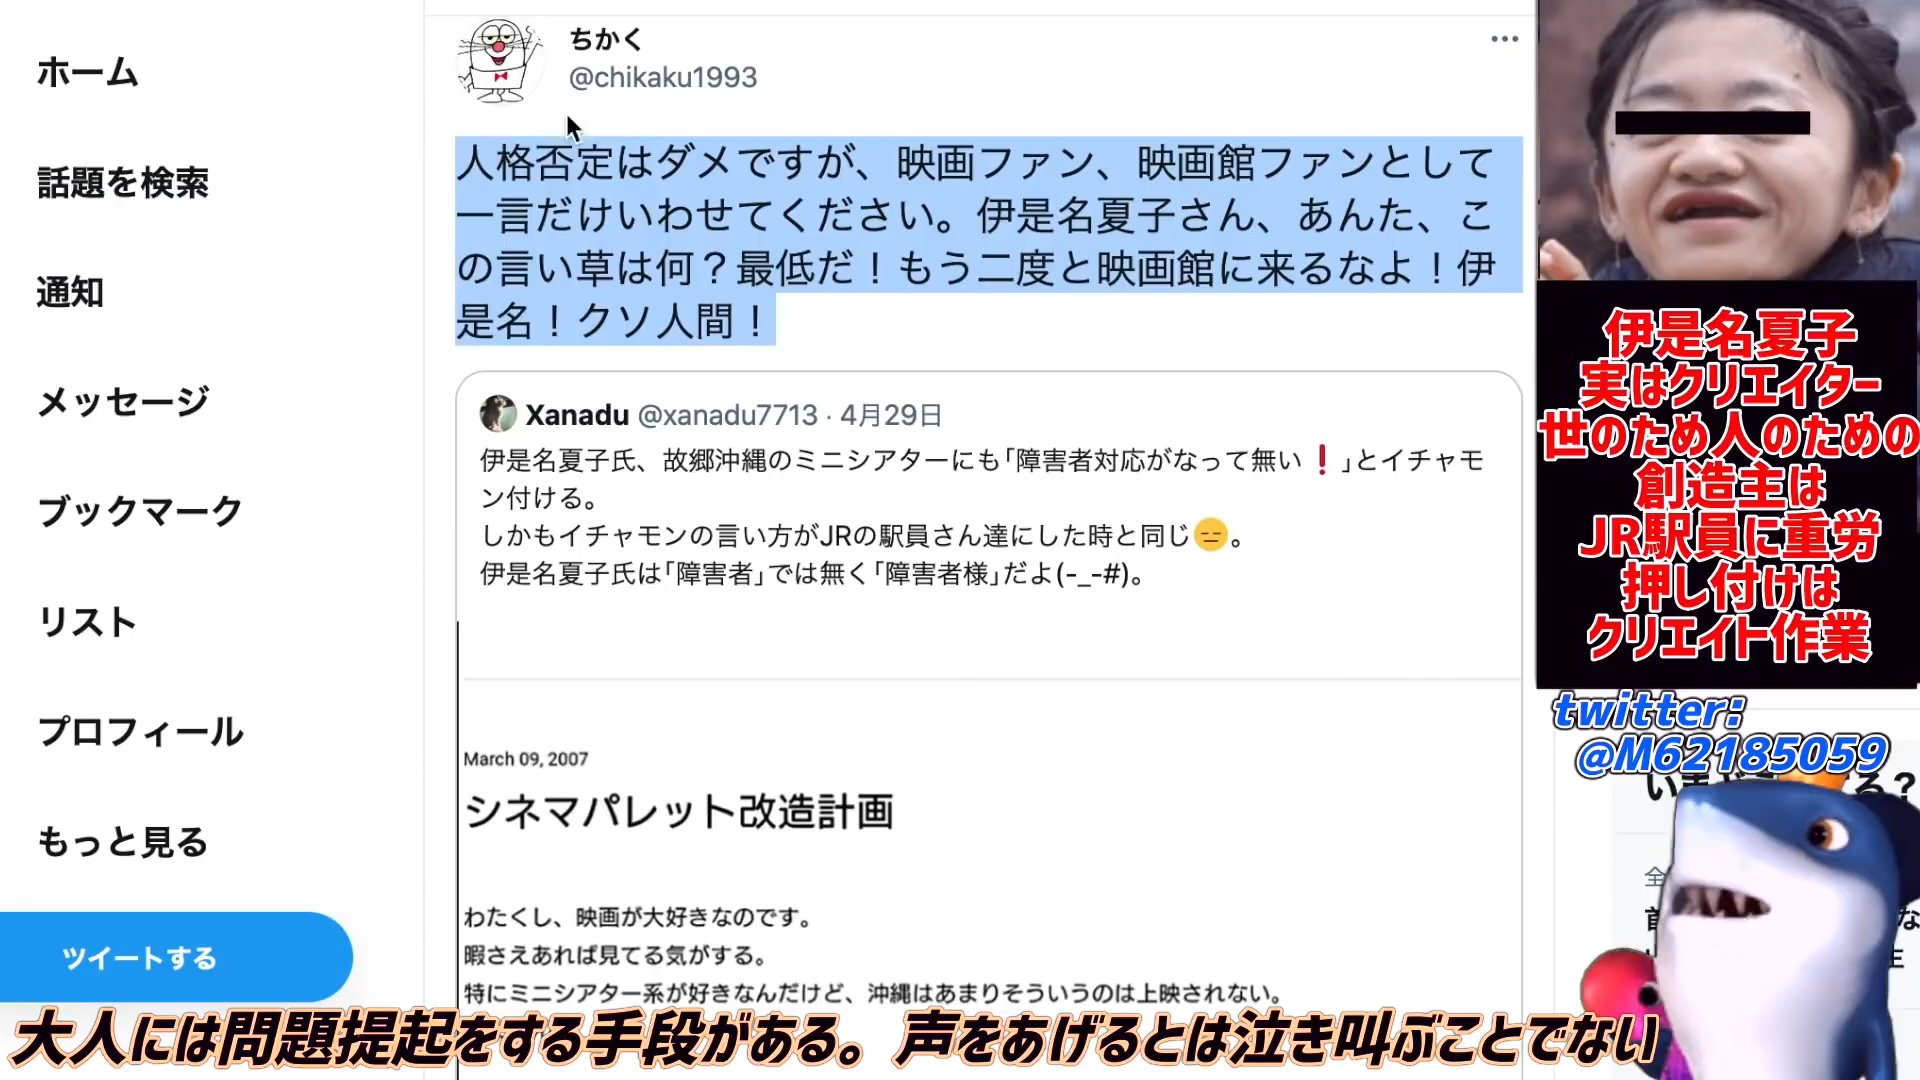 ホーム
話題を検索
通知
メッセージ
ブックマーク
リスト
プロフィール
もっと見る
ツイートする
ちかく
@chikaku1993
人格否定はダメですが、映画ファン、映画館ファンとして
一言だけいわせてください。伊是名夏子さん、あんた、こ
の言い草は何？最低だ！もう二度と映画館に来るなよ！伊
是名！クソ人間！
Xanadu @xanadu7713 · 4月29日
伊是名夏子氏、故郷沖縄のミニシアターにも「障害者対応がなって無い❗」とイチャモ
ン付ける。
しかもイチャモンの言い方がJRの駅員さん達にした時と同じ😑。
伊是名夏子氏は「障害者」では無く「障害者様」だよ(-_-#)。
March 09, 2007
シネマパレット改造計画
わたくし、映画が大好きなのです。
暇さえあれば見てる気がする。
特にミニシアター系が好きなんだけど、沖縄はあまりそういうのは上映されない。
伊是名夏子
実はクリエイター
世のため人のための
創造主は
JR駅員に重労
押し付けは
クリエイト作業
twitter:
@M62185059
大人には問題提起をする手段がある。声をあげるとは泣き叫ぶことでない